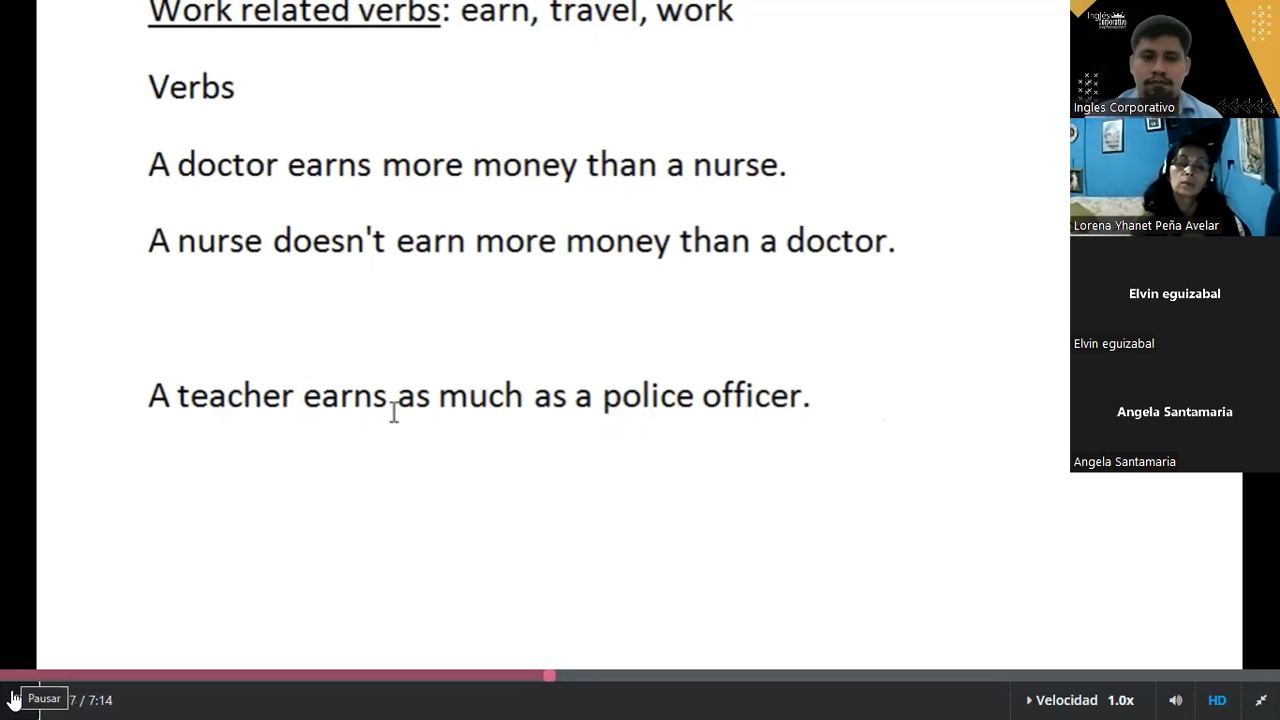 Work related verbs: earn, travel, work
Verbs
A doctor earns more money than a nurse.
A nurse doesn't earn more money than a doctor.
A teacher earns as much as a police officer.
Inglés
Corporativo
Ingles Corporativo
Lorena Yhanet Peña Avelar
Elvin eguizabal
Elvin eguizabal
Angela Santamaria
Angela Santamaria
Pausar
7 / 7:14
Velocidad 1.0x
HD